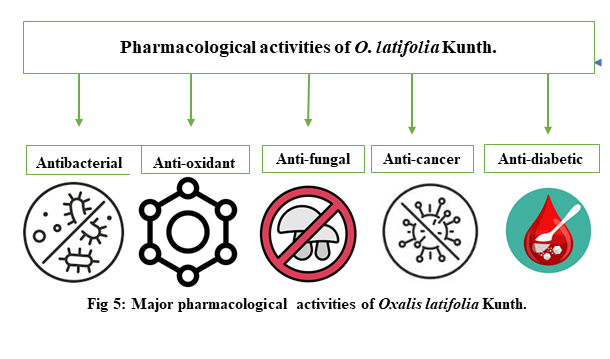 Pharmacological activities of O. latifolia Kunth.
Antibacterial
Anti-oxidant
Anti-fungal
Anti-cancer
Anti-diabetic
Fig 5: Major pharmacological activities of Oxalis latifolia Kunth.